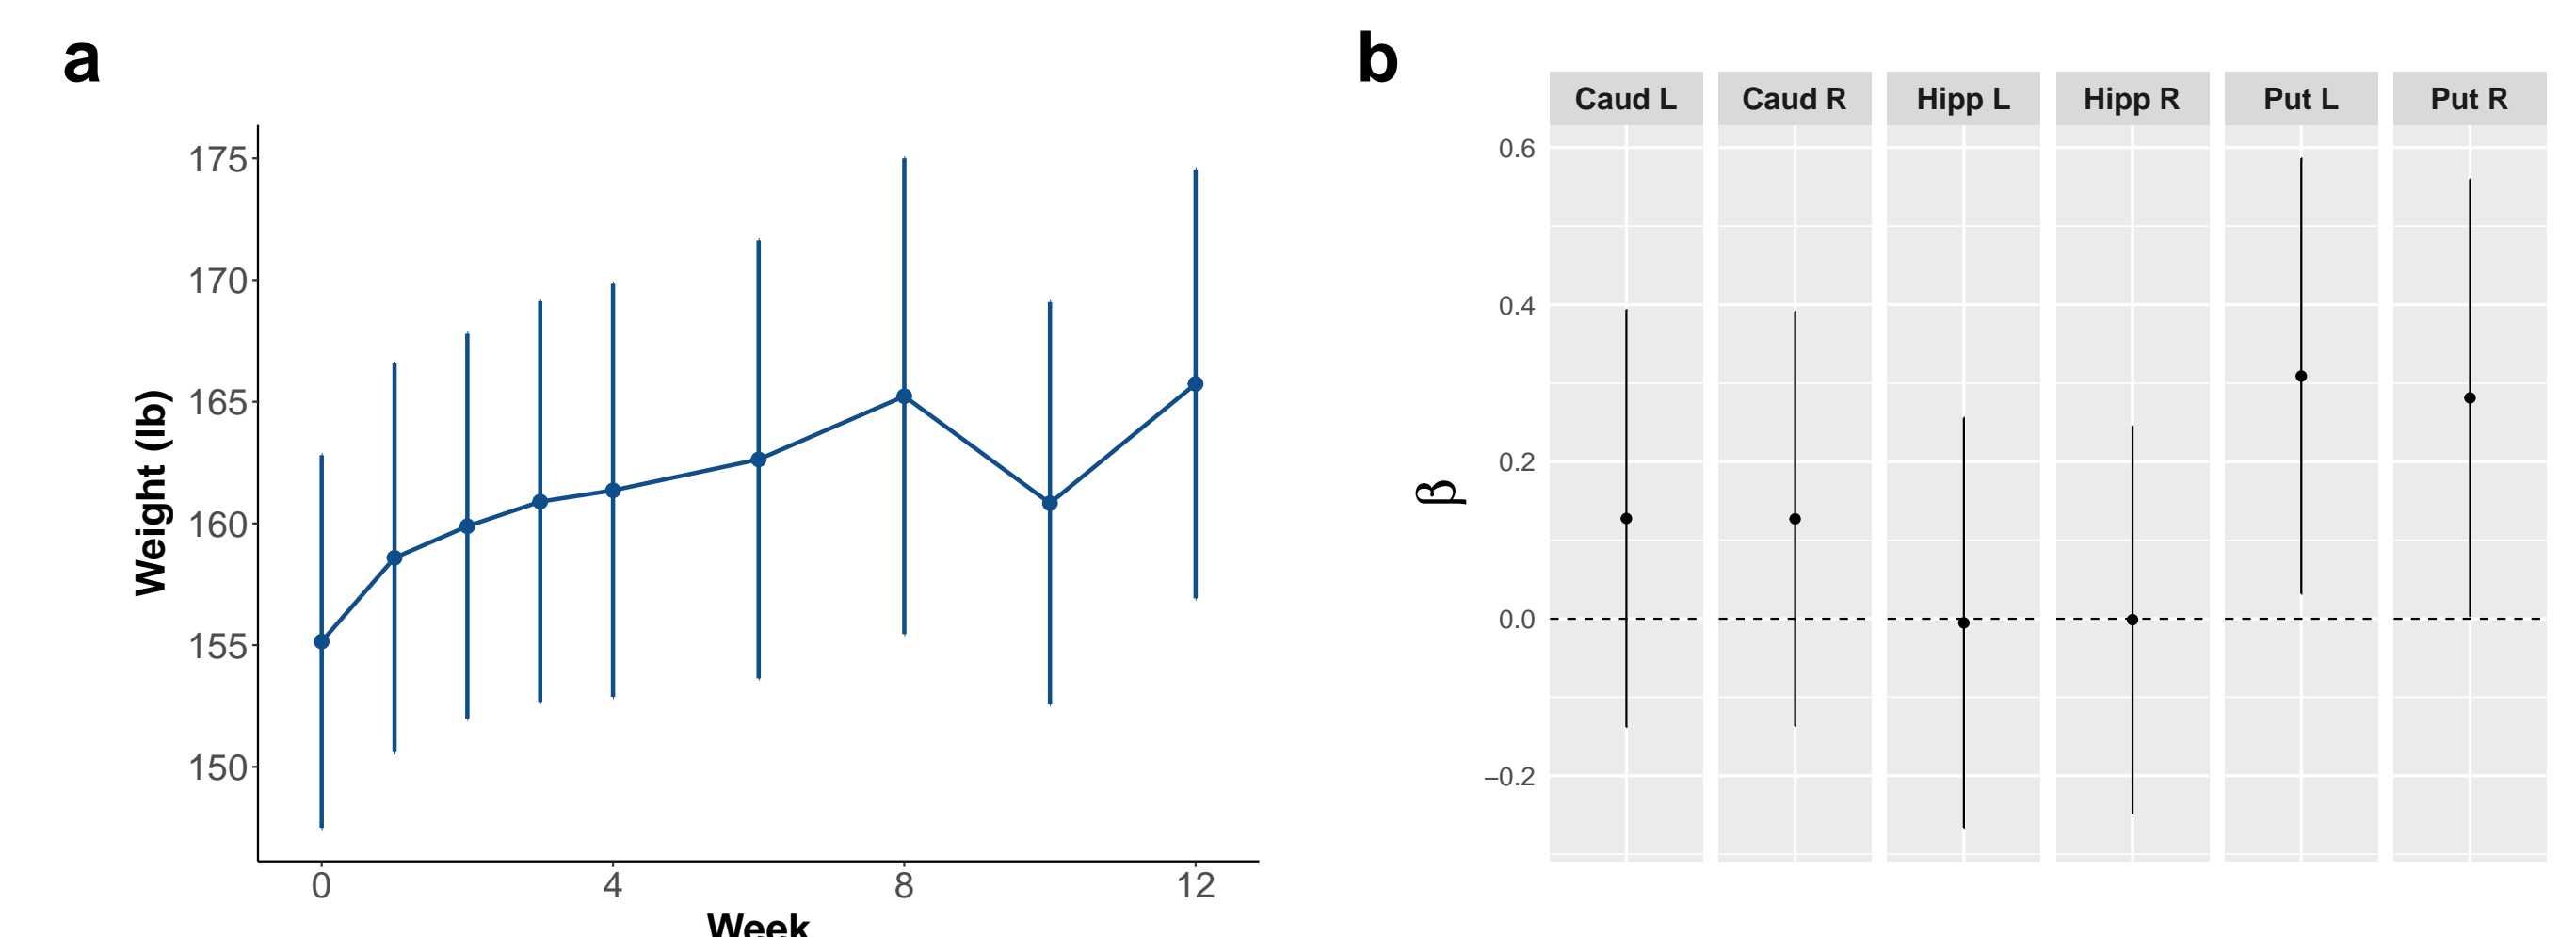 a
175
170
165
160
155
150
Weight (lb)
0 4 8 12
Week
b
Caud L Caud R Hipp L Hipp R Put L Put R
0.6
0.4
0.2
0.0
−0.2
β